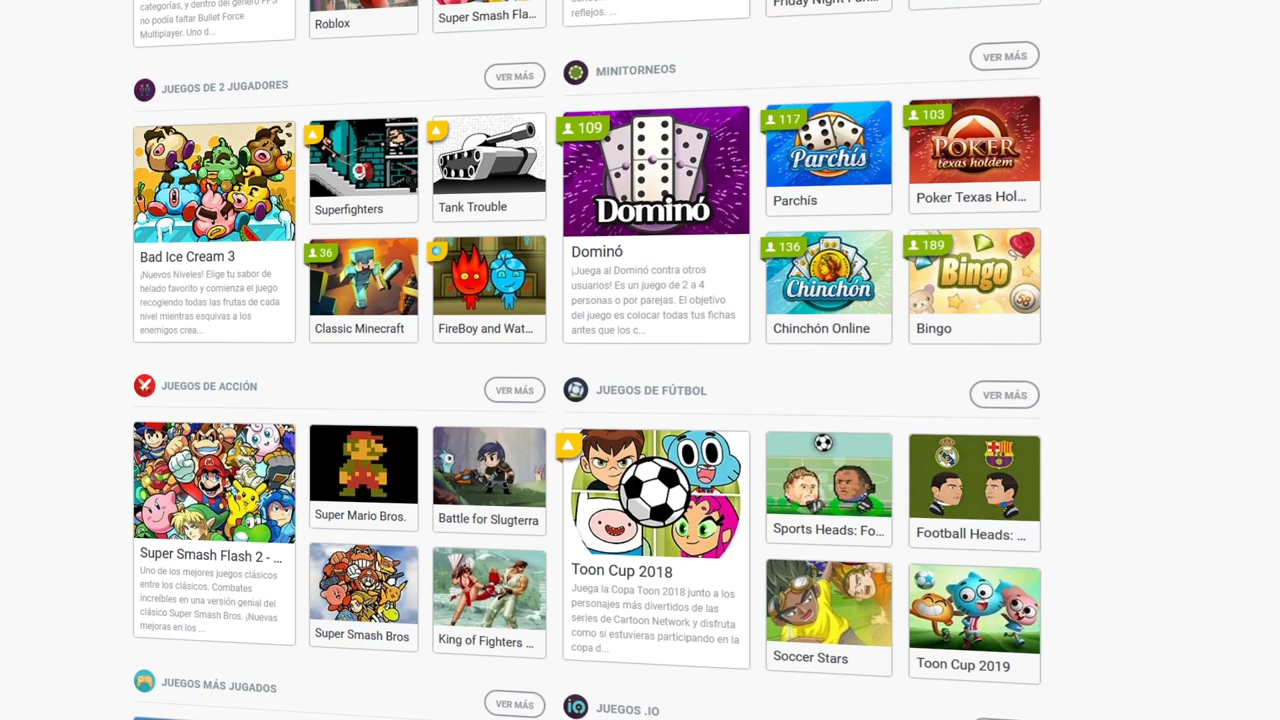 categorías, y dentro del género FPS
no podía faltar Bullet Force
Multiplayer. Uno d...
Roblox
Super Smash Fla...
reflejos. ...
JUEGOS DE 2 JUGADORES
VER MÁS
Bad Ice Cream 3
¡Nuevos Niveles! Elige tu sabor de
helado favorito y comienza el juego
recogiendo todas las frutas de cada
nivel mientras esquivas a los
enemigos crea...
Superfighters
Tank Trouble
36
Classic Minecraft
FireBoy and Wat...
MINITORNEOS
VER MÁS
109
Dominó
Dominó
¡Juega al Dominó contra otros
usuarios! Es un juego de 2 a 4
personas o por parejas. El objetivo
del juego es colocar todas tus fichas
antes que los c...
117
Parchís
Parchís
103
POKER
texas holdem
Poker Texas Hol...
136
Chinchón
Chinchón Online
189
Bingo
58
Bingo
JUEGOS DE ACCIÓN
VER MÁS
Super Smash Flash 2 - ...
Uno de los mejores juegos clásicos
entre los clásicos. Combates
increíbles en una versión genial del
clásico Super Smash Bros. ¡Nuevas
mejoras en los ...
Super Mario Bros.
Battle for Slugterra
Super Smash Bros
King of Fighters ...
JUEGOS DE FÚTBOL
VER MÁS
Toon Cup 2018
Juega la Copa Toon 2018 junto a los
personajes más divertidos de las
series de Cartoon Network y disfruta
como si estuvieras participando en la
copa d...
Sports Heads: Fo...
Football Heads: ...
Soccer Stars
Toon Cup 2019
JUEGOS MÁS JUGADOS
VER MÁS
iO
JUEGOS .IO